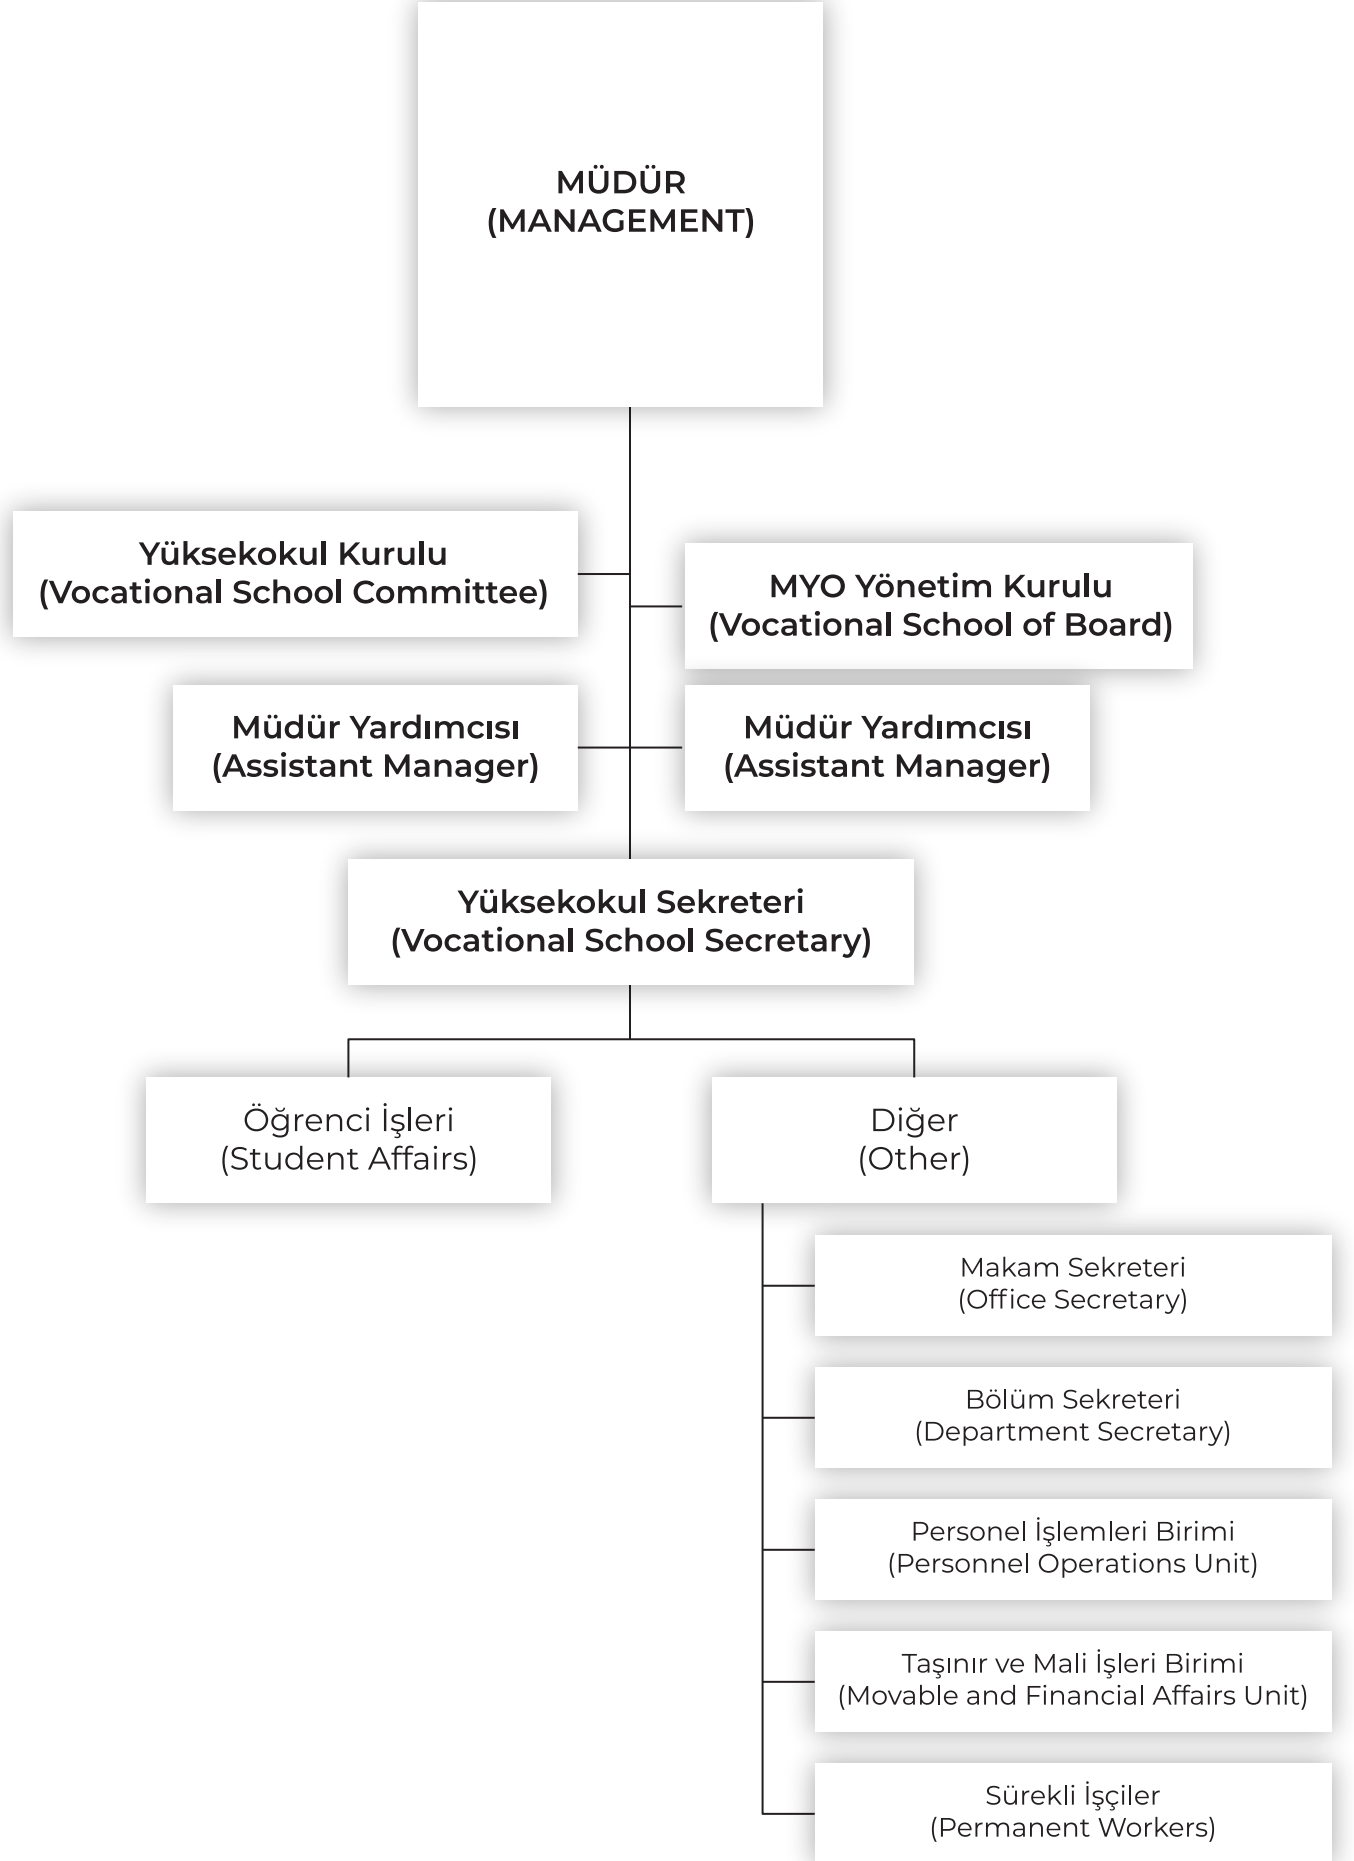 MÜDÜR
(MANAGEMENT)
Yüksekokul Kurulu
(Vocational School Committee)
MYO Yönetim Kurulu
(Vocational School of Board)
Müdür Yardımcısı
(Assistant Manager)
Müdür Yardımcısı
(Assistant Manager)
Yüksekokul Sekreteri
(Vocational School Secretary)
Öğrenci İşleri
(Student Affairs)
Diğer
(Other)
Makam Sekreteri
(Office Secretary)
Bölüm Sekreteri
(Department Secretary)
Personel İşlemleri Birimi
(Personnel Operations Unit)
Taşınır ve Mali İşleri Birimi
(Movable and Financial Affairs Unit)
Sürekli İşçiler
(Permanent Workers)